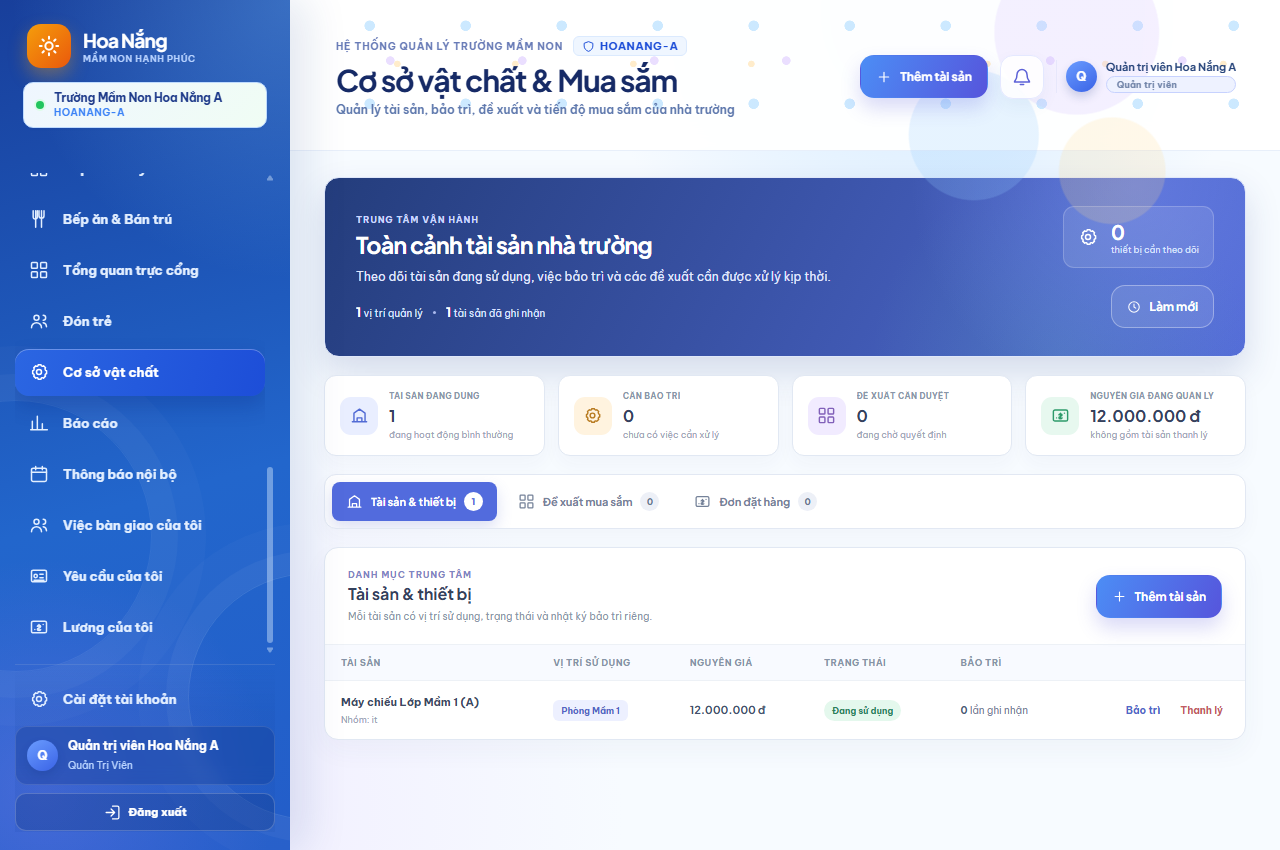 Hoa Nắng
MẦM NON HẠNH PHÚC
Trường Mầm Non Hoa Nắng A
HOANANG-A
Bếp ăn & Bán trú
Tổng quan trực cổng
Đón trẻ
Cơ sở vật chất
Báo cáo
Thông báo nội bộ
Việc bàn giao của tôi
Yêu cầu của tôi
Lương của tôi
Cài đặt tài khoản
Q
Quản trị viên Hoa Nắng A
Quản Trị Viên
Đăng xuất
HỆ THỐNG QUẢN LÝ TRƯỜNG MẦM NON
HOANANG-A
Cơ sở vật chất & Mua sắm
Quản lý tài sản, bảo trì, đề xuất và tiến độ mua sắm của nhà trường
Thêm tài sản
Q
Quản trị viên Hoa Nắng A
Quản trị viên
TRUNG TÂM VẬN HÀNH
Toàn cảnh tài sản nhà trường
Theo dõi tài sản đang sử dụng, việc bảo trì và các đề xuất cần được xử lý kịp thời.
1 vị trí quản lý • 1 tài sản đã ghi nhận
0
thiết bị cần theo dõi
Làm mới
TÀI SẢN ĐANG DÙNG
1
đang hoạt động bình thường
CẦN BẢO TRÌ
0
chưa có việc cần xử lý
ĐỀ XUẤT CẦN DUYỆT
0
đang chờ quyết định
NGUYÊN GIÁ ĐANG QUẢN LÝ
12.000.000 đ
không gồm tài sản thanh lý
Tài sản & thiết bị 1
Đề xuất mua sắm 0
Đơn đặt hàng 0
DANH MỤC TRUNG TÂM
Tài sản & thiết bị
Mỗi tài sản có vị trí sử dụng, trạng thái và nhật ký bảo trì riêng.
Thêm tài sản
TÀI SẢN VỊ TRÍ SỬ DỤNG NGUYÊN GIÁ TRẠNG THÁI BẢO TRÌ
Máy chiếu Lớp Mầm 1 (A)
Nhóm: it
Phòng Mầm 1
12.000.000 đ
Đang sử dụng
0 lần ghi nhận
Bảo trì
Thanh lý